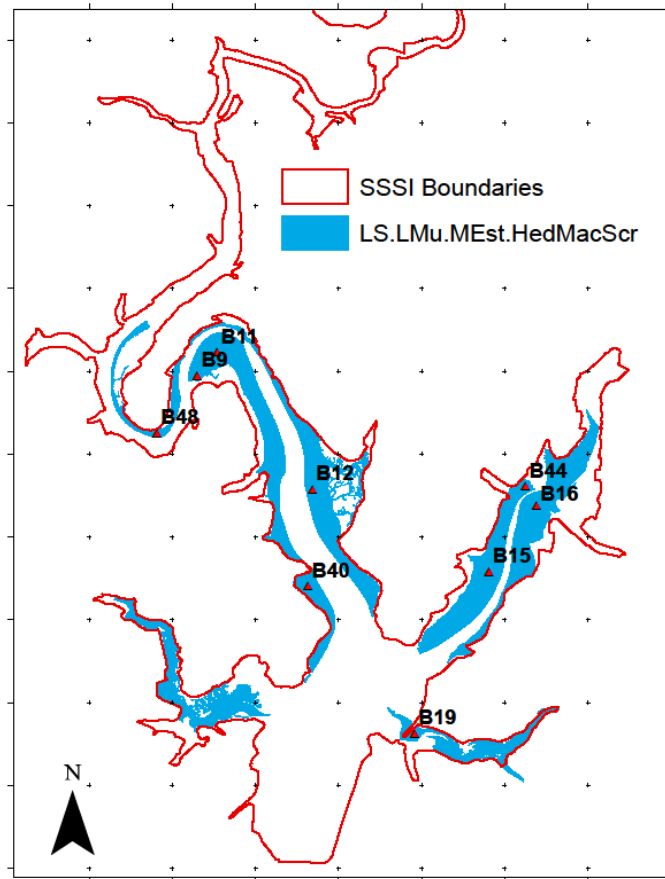 SSSI Boundaries
LS.LMu.MEst.HedMacScr
B11
B9
B48
B12
B44
B16
B15
B40
B19
N